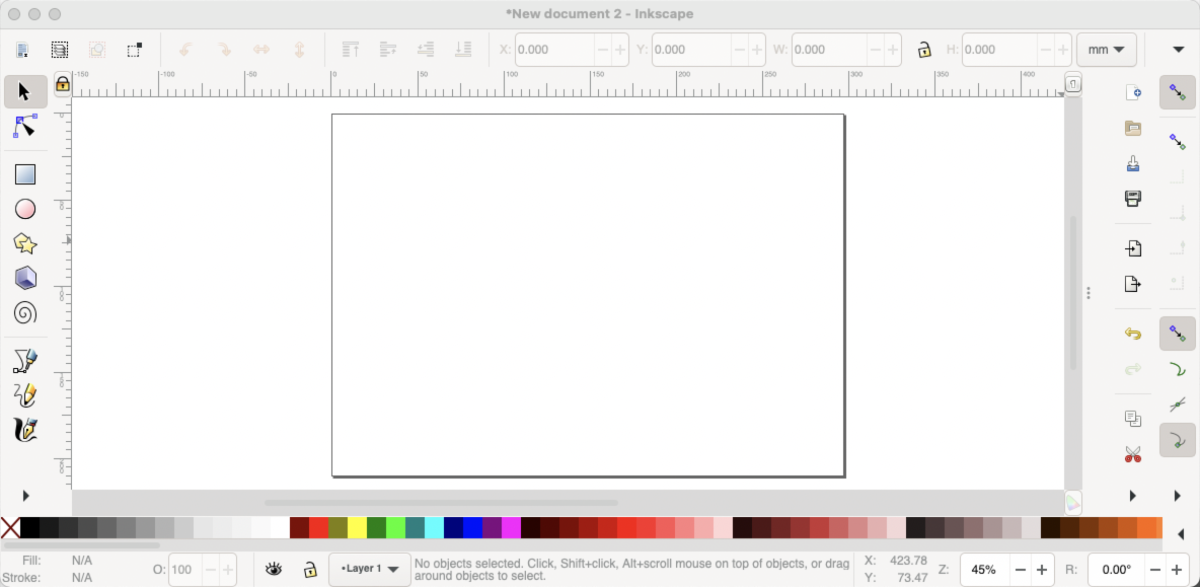 *New document 2 - Inkscape
X: 0.000 Y: 0.000 W: 0.000 H: 0.000 mm
-150 -100 -50 0 50 100 150 200 250 300 350 400
Fill: N/A
Stroke: N/A
O: 100
•Layer 1
No objects selected. Click, Shift+click, Alt+scroll mouse on top of objects, or drag
around objects to select.
X: 423.78
Y: 73.47
Z: 45%
R: 0.00°